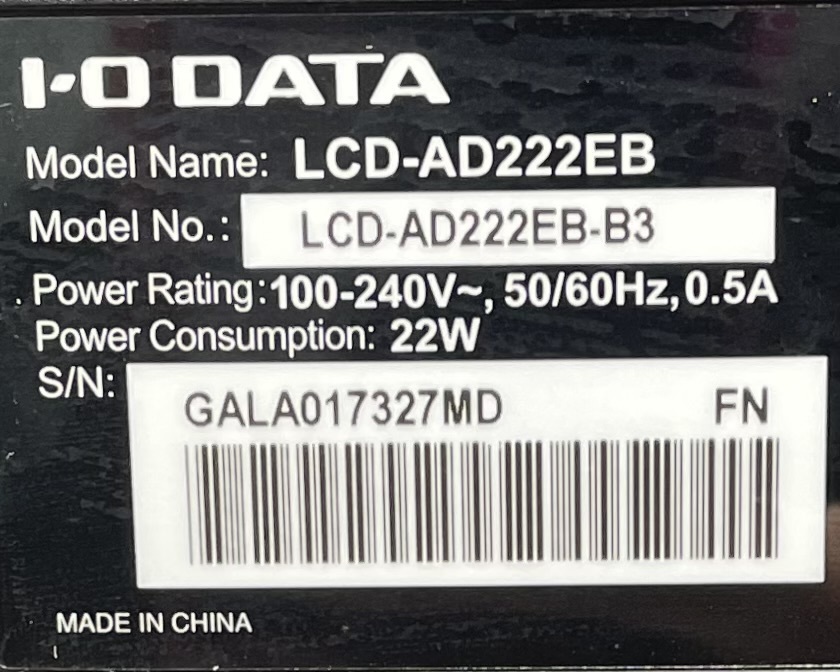 I-O DATA
Model Name: LCD-AD222EB
Model No.: LCD-AD222EB-B3
Power Rating:100-240V~, 50/60Hz,0.5A
Power Consumption: 22W
S/N:
GALA017327MD FN
MADE IN CHINA